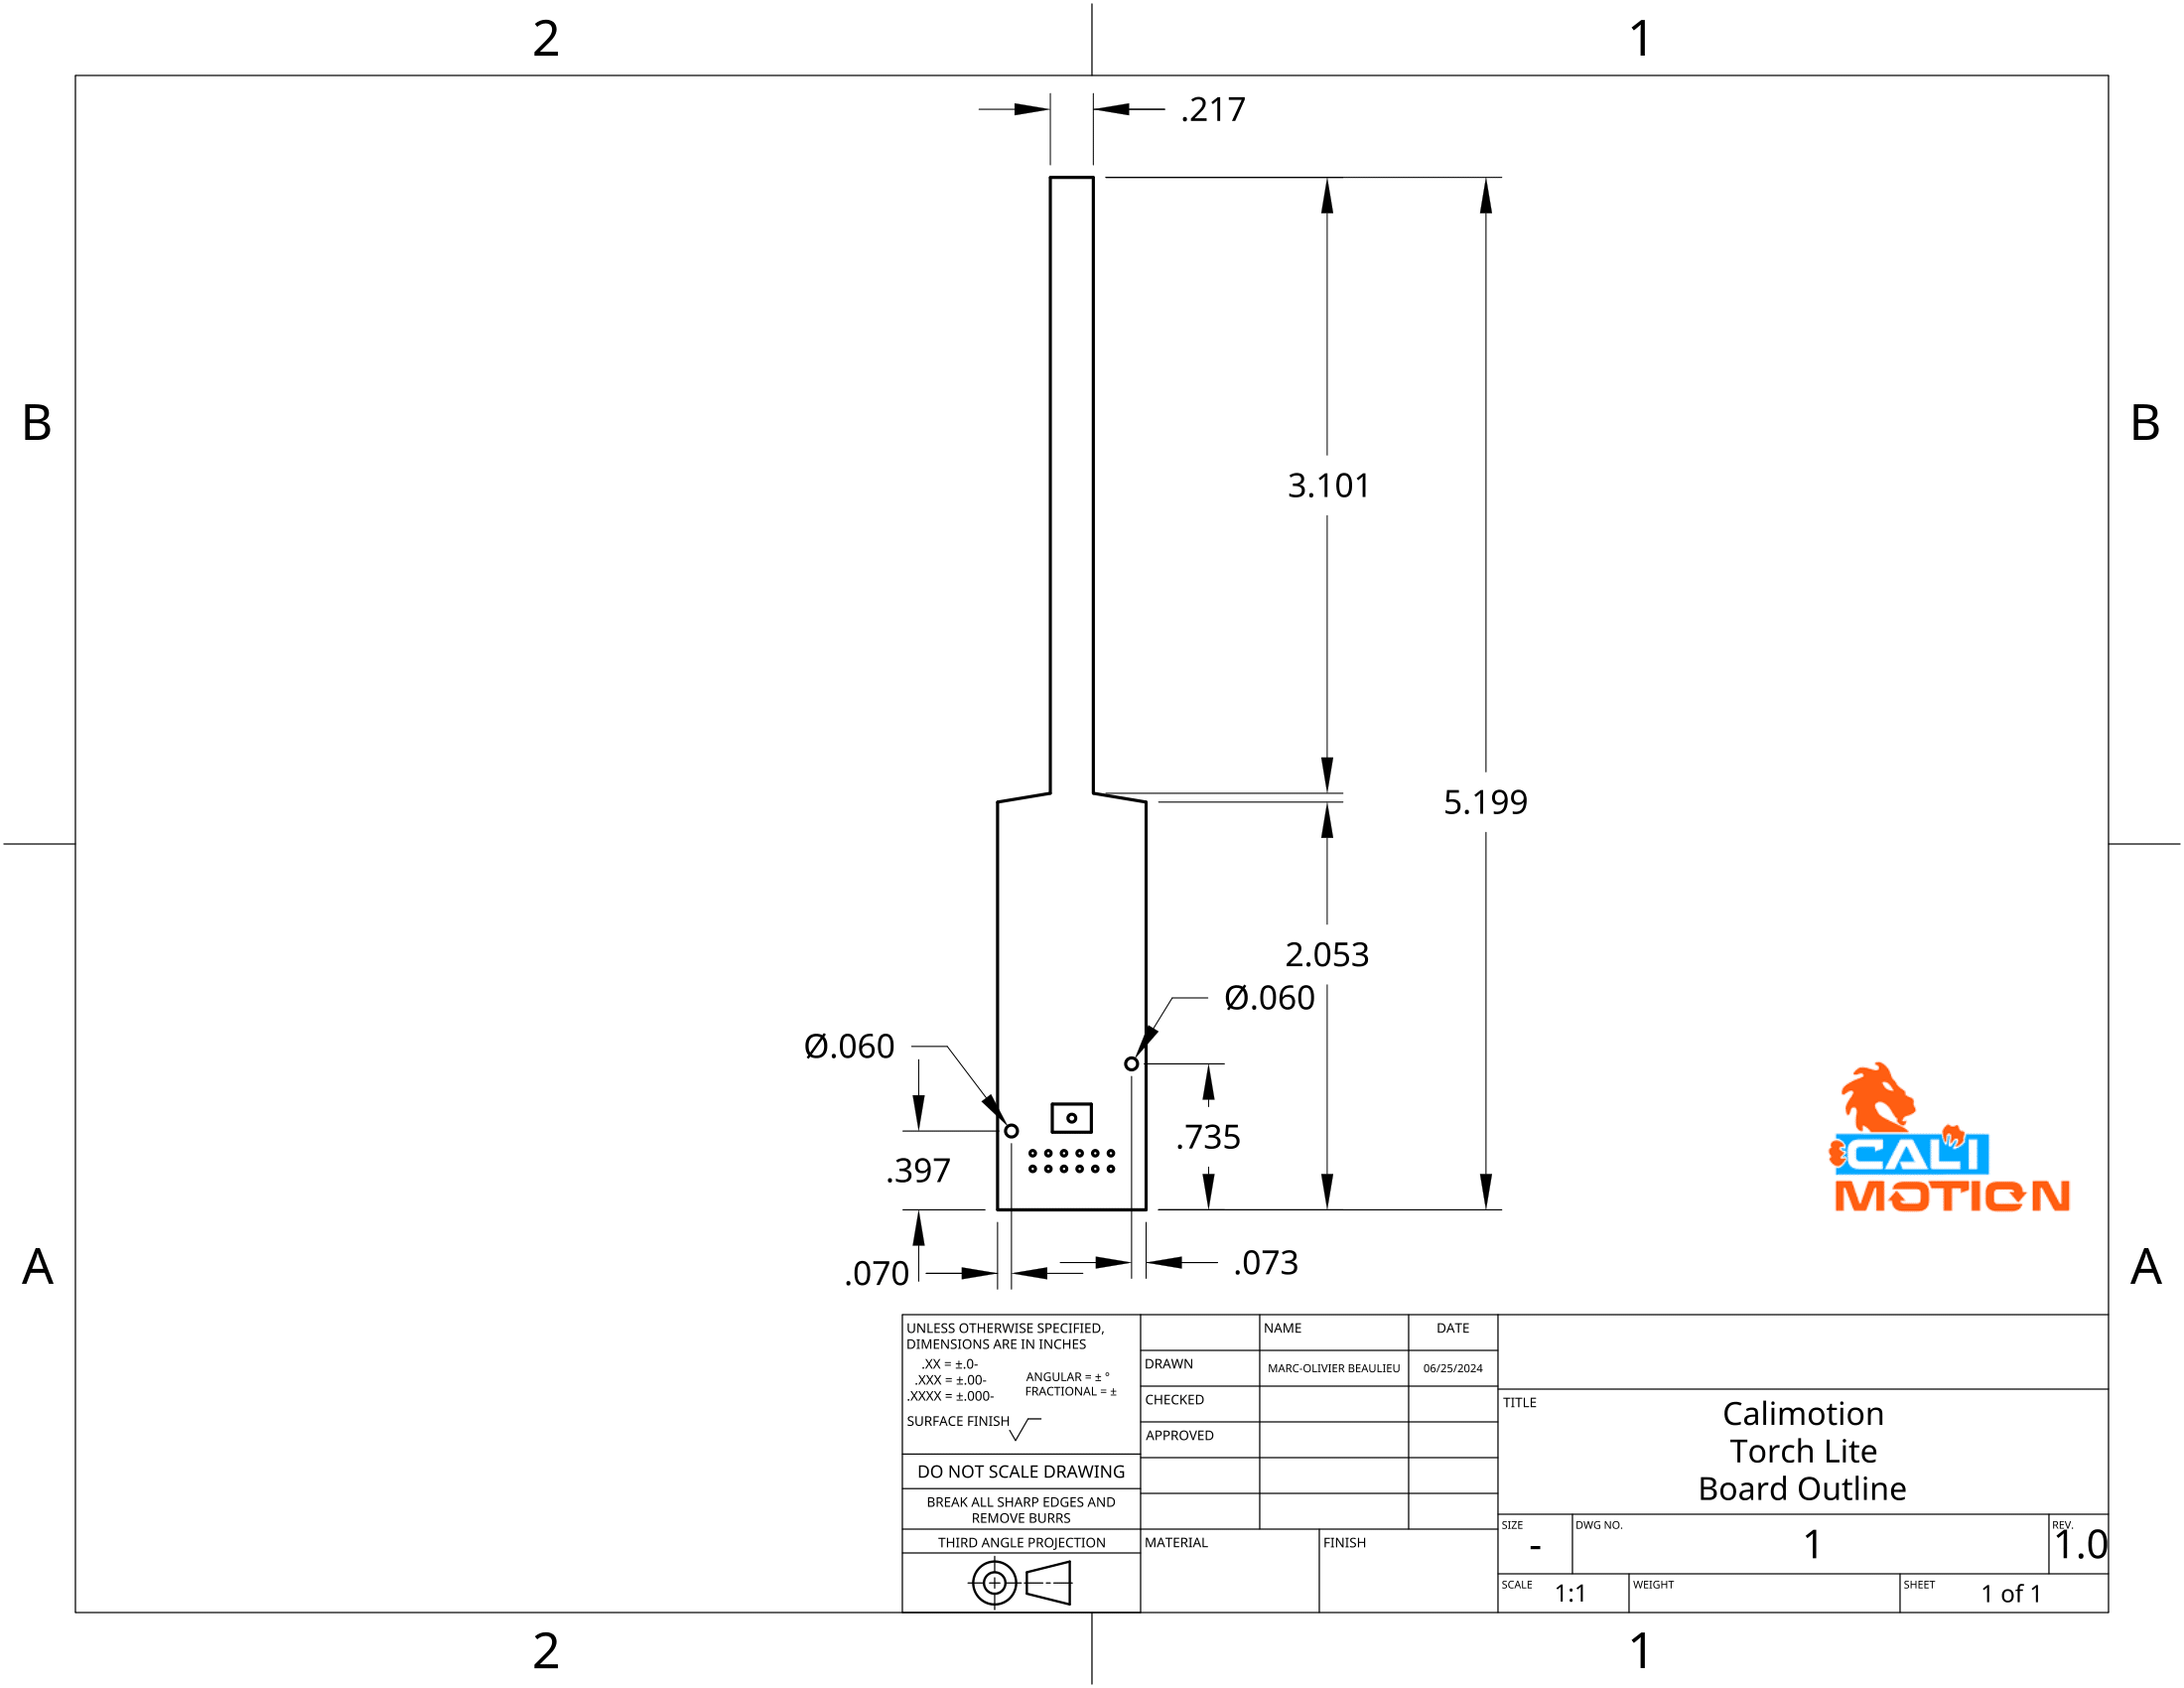 2
1
.217
B
3.101
B
5.199
2.053
Ø.060
Ø.060
.735
.397
CALI
MOTION
A
.073
A
.070
UNLESS OTHERWISE SPECIFIED,
DIMENSIONS ARE IN INCHES
.XX = ±.0-
.XXX = ±.00-
.XXXX = ±.000-
ANGULAR = ± °
FRACTIONAL = ±
SURFACE FINISH
DO NOT SCALE DRAWING
BREAK ALL SHARP EDGES AND
REMOVE BURRS
THIRD ANGLE PROJECTION
NAME
DATE
DRAWN
MARC-OLIVIER BEAULIEU
06/25/2024
CHECKED
APPROVED
MATERIAL
FINISH
TITLE
Calimotion
Torch Lite
Board Outline
SIZE
-
DWG NO.
1
REV.
1.0
SCALE
1:1
WEIGHT
SHEET
1 of 1
2
1